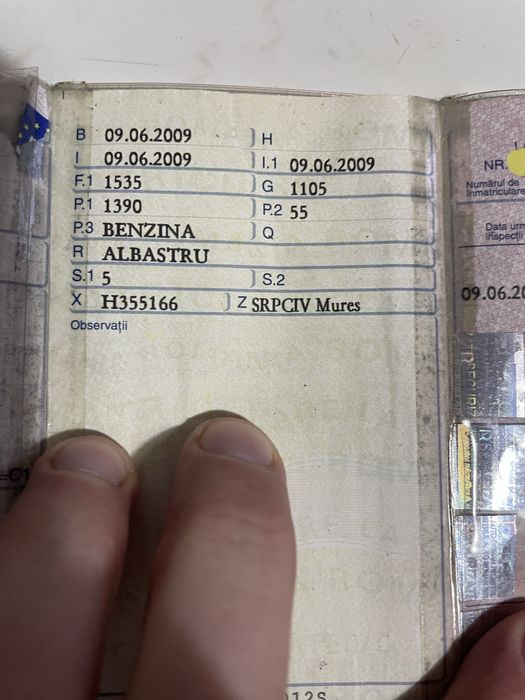 B 09.06.2009 H
I 09.06.2009 I.1 09.06.2009
F.1 1535 G 1105
P.1 1390 P.2 55
P.3 BENZINA Q
R ALBASTRU
S.1 5 S.2
X H355166 Z SRPCIV Mures
Observații
NR.
Numărul de
înmatriculare
Data urm
inspecții
09.06.20